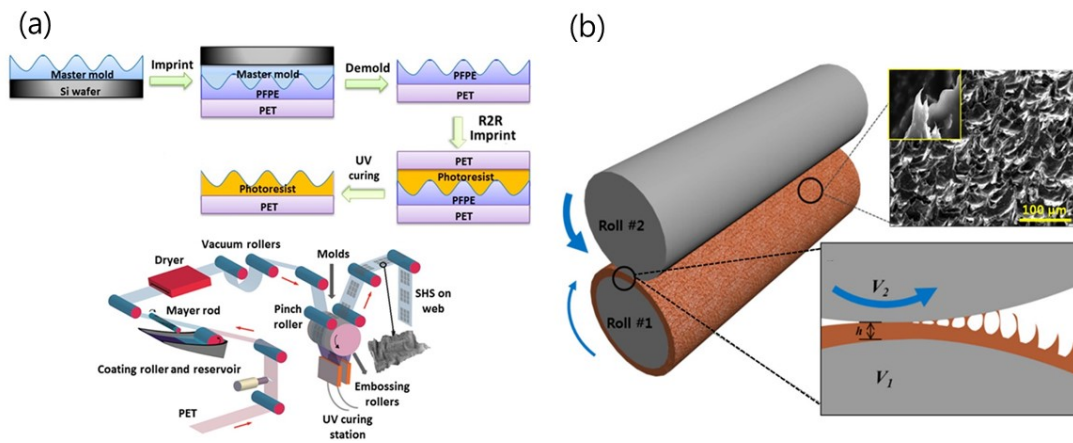 (a)
Master mold
Si wafer
Imprint
Master mold
PFPE
PET
Demold
PFPE
PET
R2R
Imprint
PET
Photoresist
PFPE
PET
UV
curing
Photoresist
PET
Vacuum rollers
Dryer
Molds
Pinch
roller
SHS on
web
Mayer rod
Coating roller and reservoir
Embossing
rollers
PET
UV curing
station
(b)
Roll #2
Roll #1
100 µm
V2
h
V1